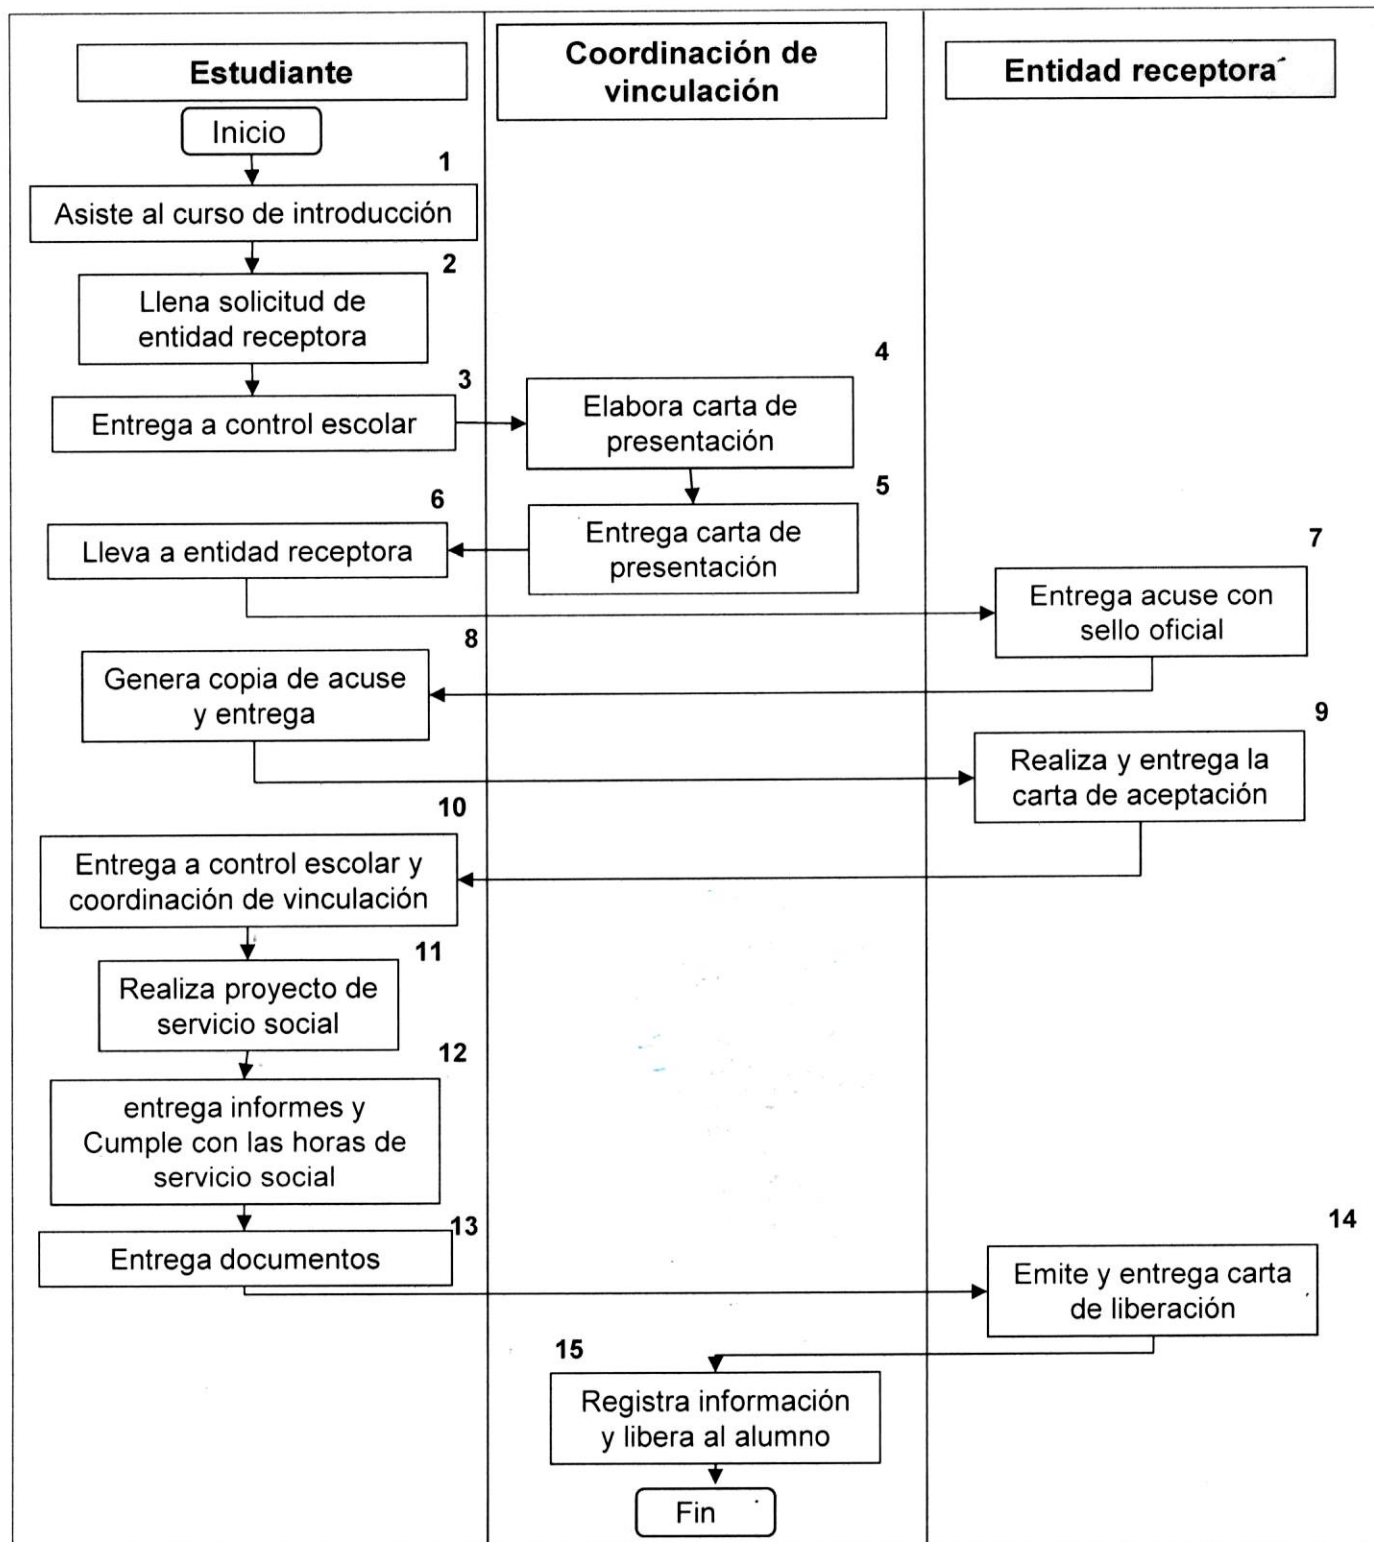 Estudiante
Coordinación de
vinculación
Entidad receptora
Inicio
1
Asiste al curso de introducción
2
Llena solicitud de
entidad receptora
3
Entrega a control escolar
4
Elabora carta de
presentación
5
Entrega carta de
presentación
6
Lleva a entidad receptora
7
Entrega acuse con
sello oficial
8
Genera copia de acuse
y entrega
9
Realiza y entrega la
carta de aceptación
10
Entrega a control escolar y
coordinación de vinculación
11
Realiza proyecto de
servicio social
12
entrega informes y
Cumple con las horas de
servicio social
13
Entrega documentos
14
Emite y entrega carta
de liberación
15
Registra información
y libera al alumno
Fin